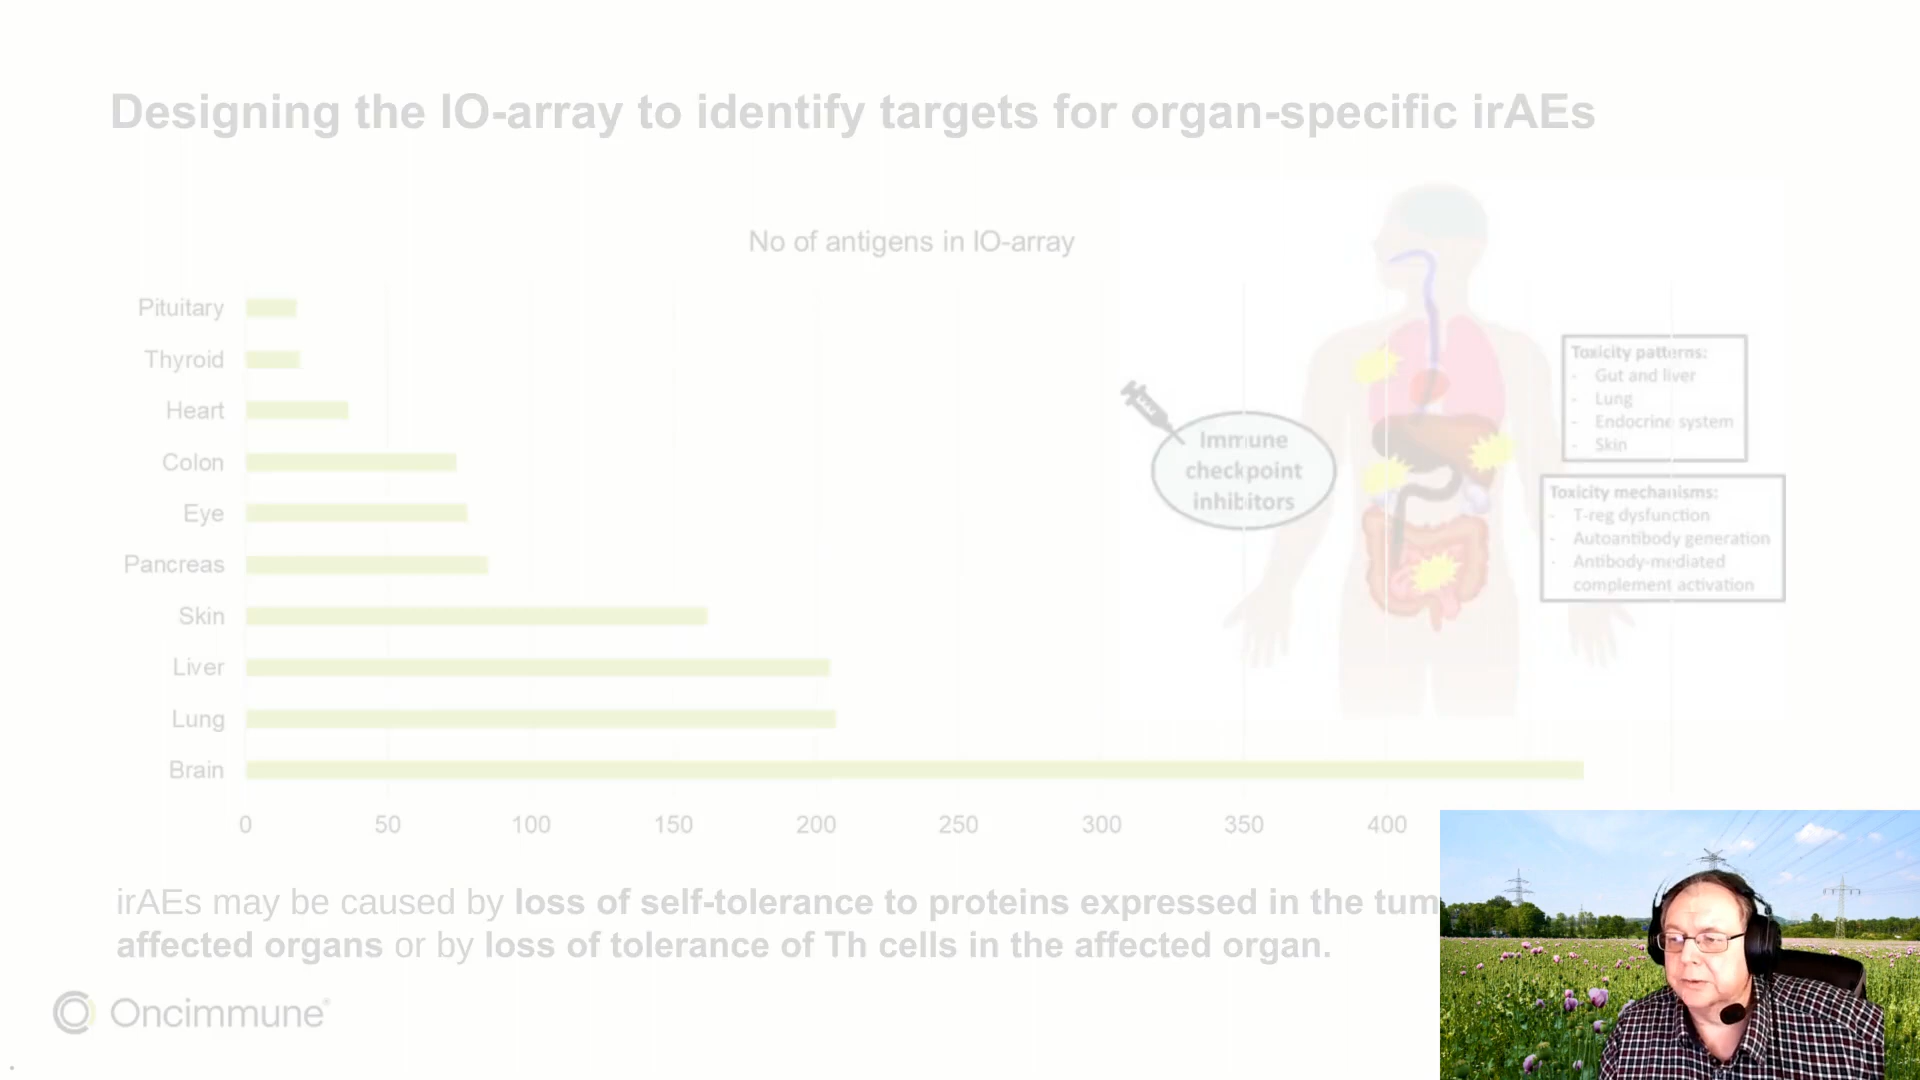 Designing the IO-array to identify targets for organ-specific irAEs
No of antigens in IO-array
Pituitary
Thyroid
Heart
Colon
Eye
Pancreas
Skin
Liver
Lung
Brain
0 50 100 150 200 250 300 350 400
Immune
checkpoint
inhibitors
Toxicity patterns:
- Gut and liver
- Lung
- Endocrine system
- Skin
Toxicity mechanisms:
- T-reg dysfunction
- Autoantibody generation
- Antibody-mediated
complement activation
irAEs may be caused by loss of self-tolerance to proteins expressed in the tum
affected organs or by loss of tolerance of Th cells in the affected organ.
Oncimmune®